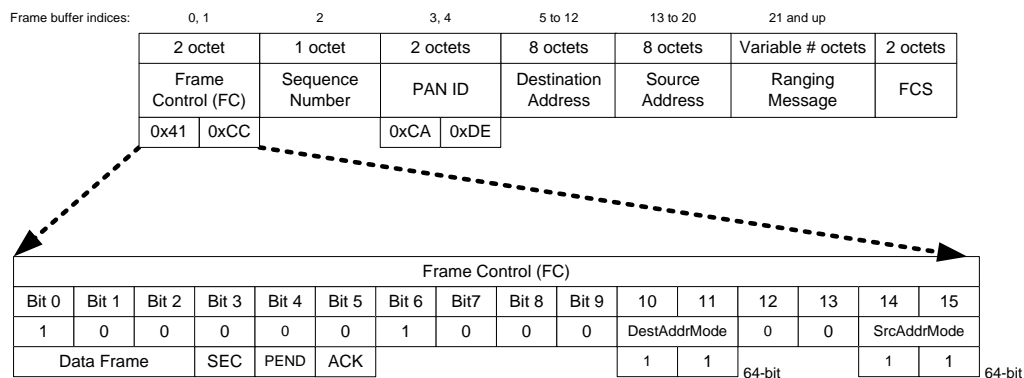 Frame buffer indices: 0, 1 2 3, 4 5 to 12 13 to 20 21 and up
2 octet 1 octet 2 octets 8 octets 8 octets Variable # octets 2 octets
Frame Control (FC) Sequence Number PAN ID Destination Address Source Address Ranging Message FCS
0x41 0xCC 0xCA 0xDE
Frame Control (FC)
Bit 0 Bit 1 Bit 2 Bit 3 Bit 4 Bit 5 Bit 6 Bit7 Bit 8 Bit 9 10 11 12 13 14 15
1 0 0 0 0 0 1 0 0 0 DestAddrMode 0 0 SrcAddrMode
Data Frame SEC PEND ACK 1 1 64-bit 1 1 64-bit